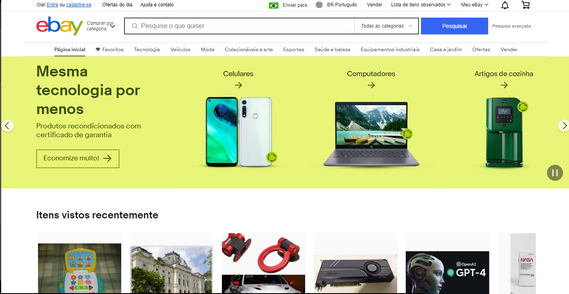 Olá! Entre ou cadastre-se Ofertas do dia Ajuda e contato Enviar para BR Português Vender Lista de itens observados Meu eBay
ebay Comprar por categoria Pesquise o que quiser Todas as categorias Pesquisar Pesquisa avançada
Página inicial Favoritos Tecnologia Veículos Moda Colecionáveis e arte Esportes Saúde e beleza Equipamentos industriais Casa e jardim Ofertas Vender
Mesma
tecnologia por
menos
Produtos recondicionados com
certificado de garantia
Economize muito!
Celulares
Computadores
Artigos de cozinha
Itens vistos recentemente
OpenAI
GPT-4
NASA